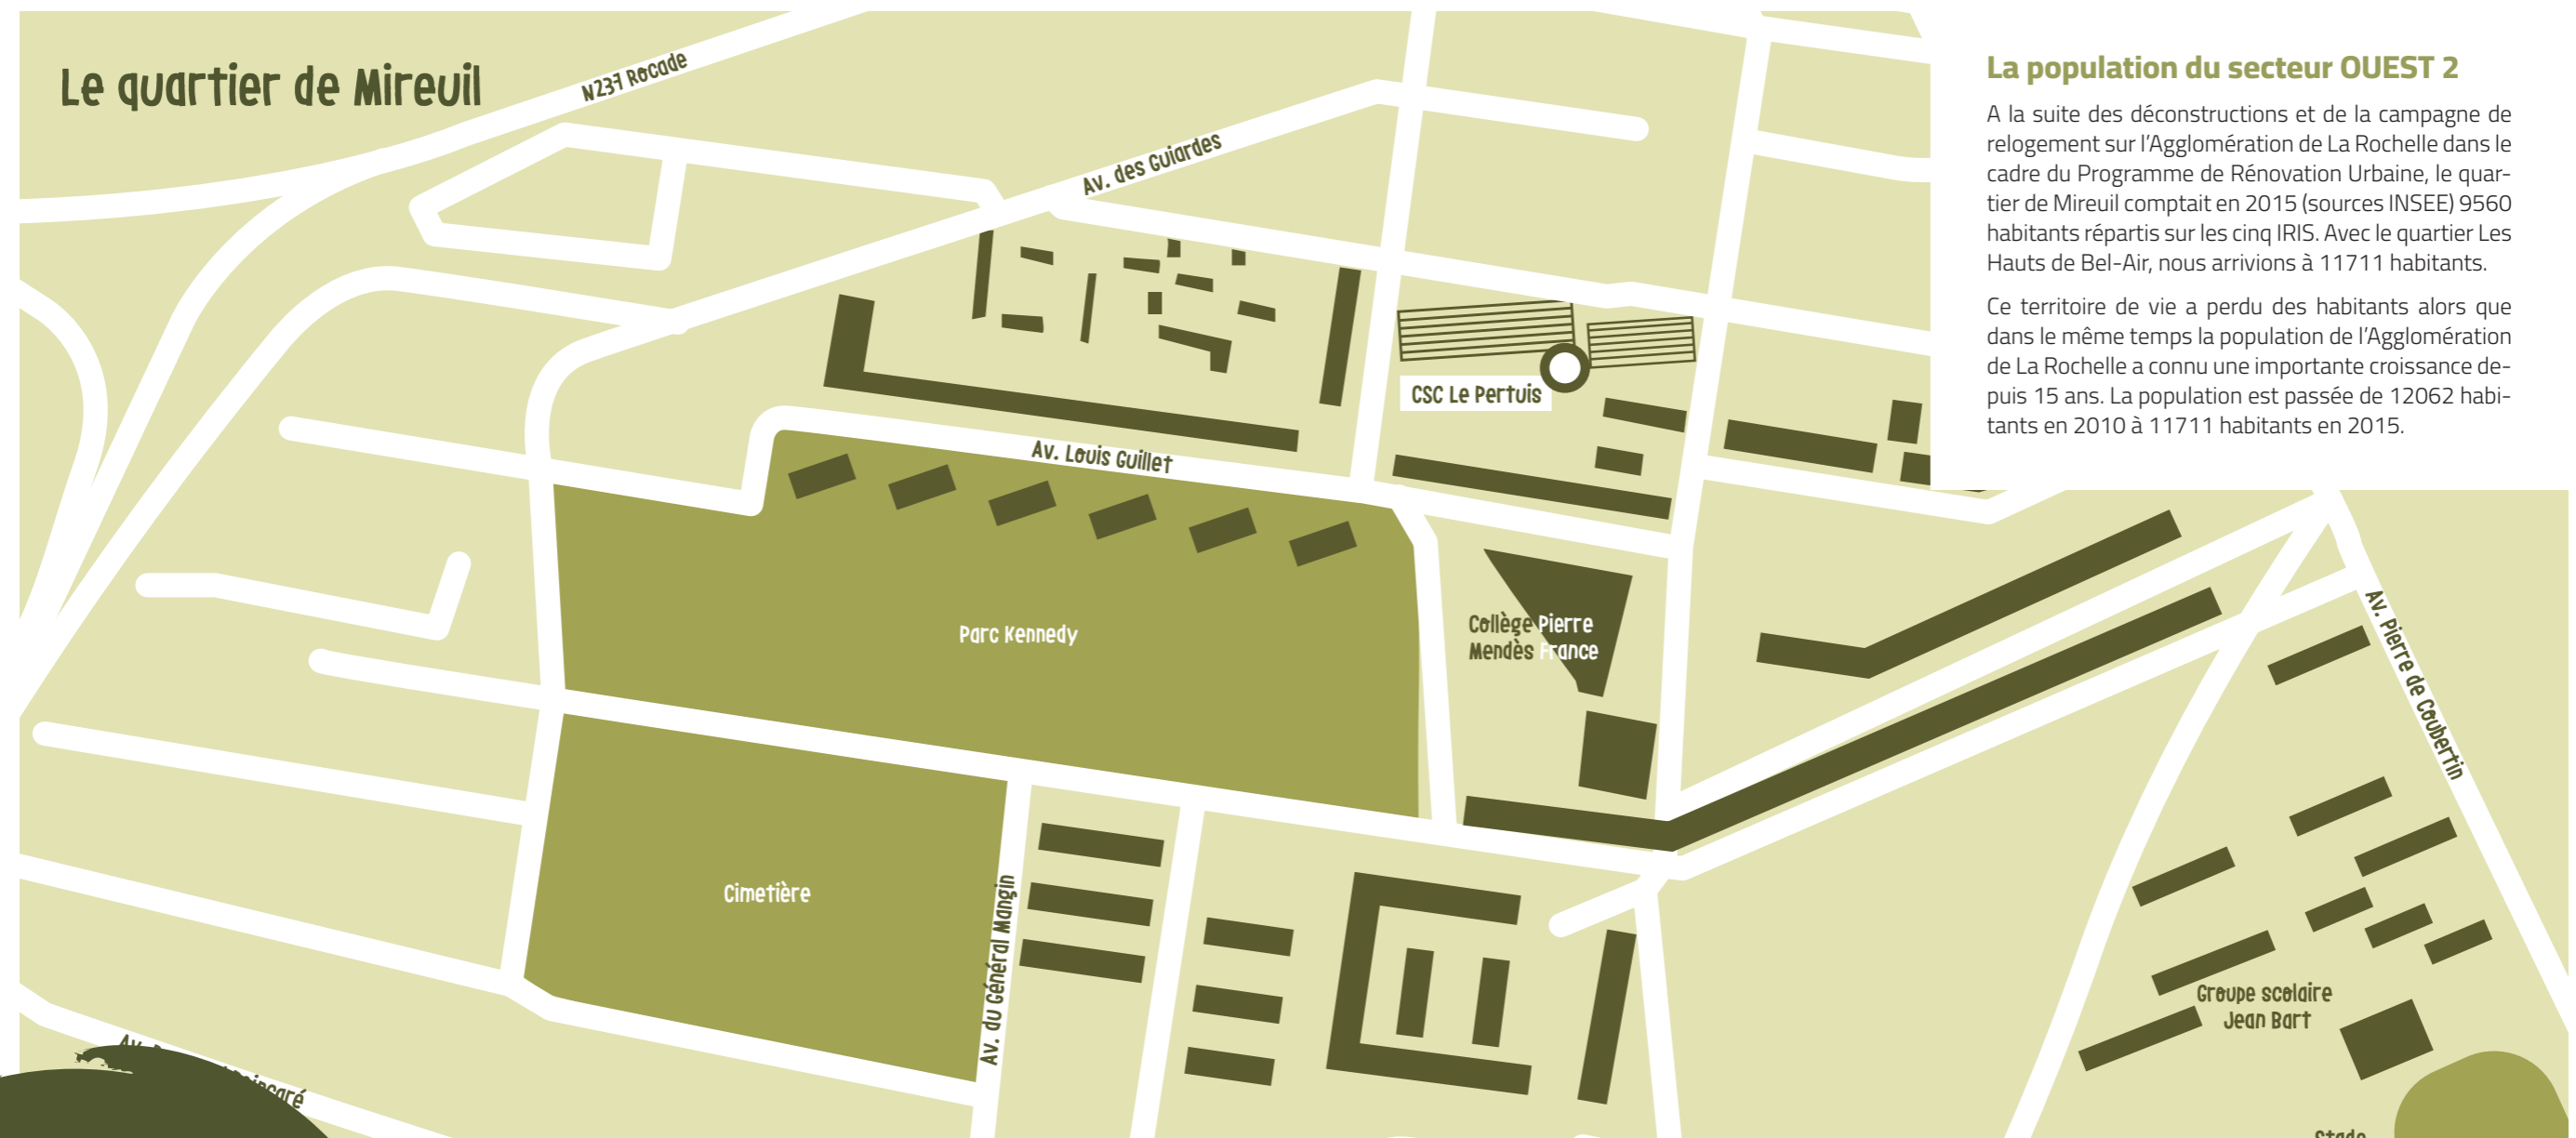 Le quartier de Mireuil
N237 Rocade
Av. des Guiardes
La population du secteur OUEST 2
A la suite des déconstructions et de la campagne de
relogement sur l'Agglomération de La Rochelle dans le
cadre du Programme de Rénovation Urbaine, le quar-
tier de Mireuil comptait en 2015 (sources INSEE) 9560
habitants répartis sur les cinq IRIS. Avec le quartier Les
Hauts de Bel-Air, nous arrivions à 11711 habitants.
Ce territoire de vie a perdu des habitants alors que
dans le même temps la population de l'Agglomération
de La Rochelle a connu une importante croissance de-
puis 15 ans. La population est passée de 12062 habi-
tants en 2010 à 11711 habitants en 2015.
CSC Le Pertuis
Av. Louis Guillet
Parc Kennedy
Collège Pierre
Mendès France
Av. Pierre de Coubertin
Cimetière
Av. du Général Mangin
Groupe scolaire
Jean Bart
Av.
Stade